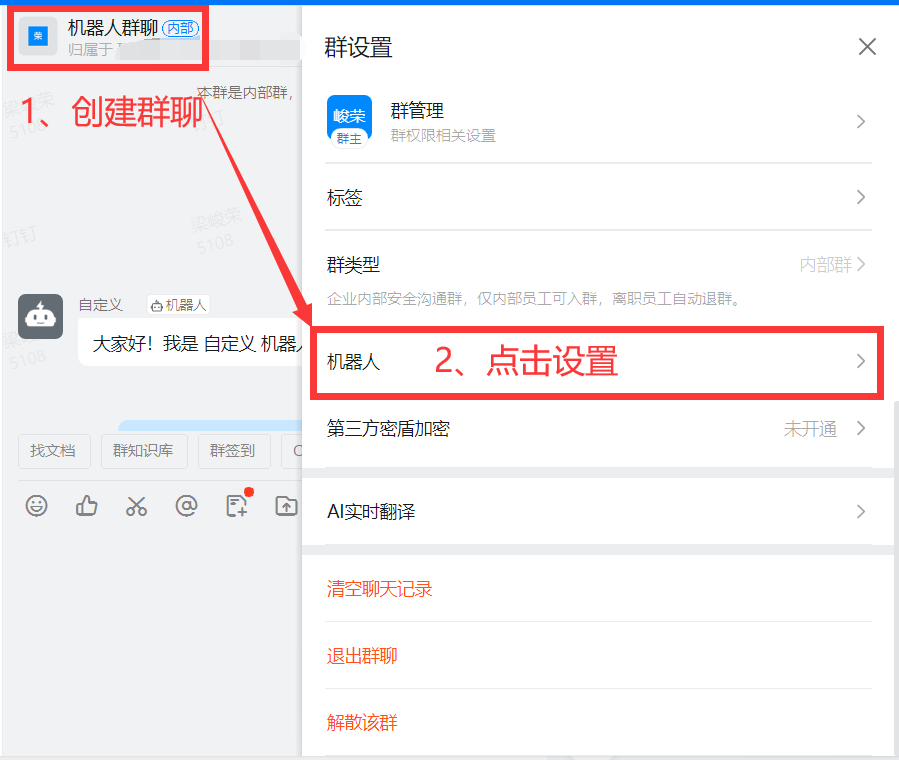 荣
机器人群聊 内部
归属于
本群是内部群，
1、创建群聊
梁峻荣
5108
钉钉
梁峻荣
5108
自定义 机器人
大家好！我是 自定义 机器人
5108
找文档 群知识库 群签到
群设置
峻荣
群主
群管理
群权限相关设置
标签
群类型 内部群
企业内部安全沟通群，仅内部员工可入群，离职员工自动退群。
机器人 2、点击设置
第三方密盾加密 未开通
AI实时翻译
清空聊天记录
退出群聊
解散该群